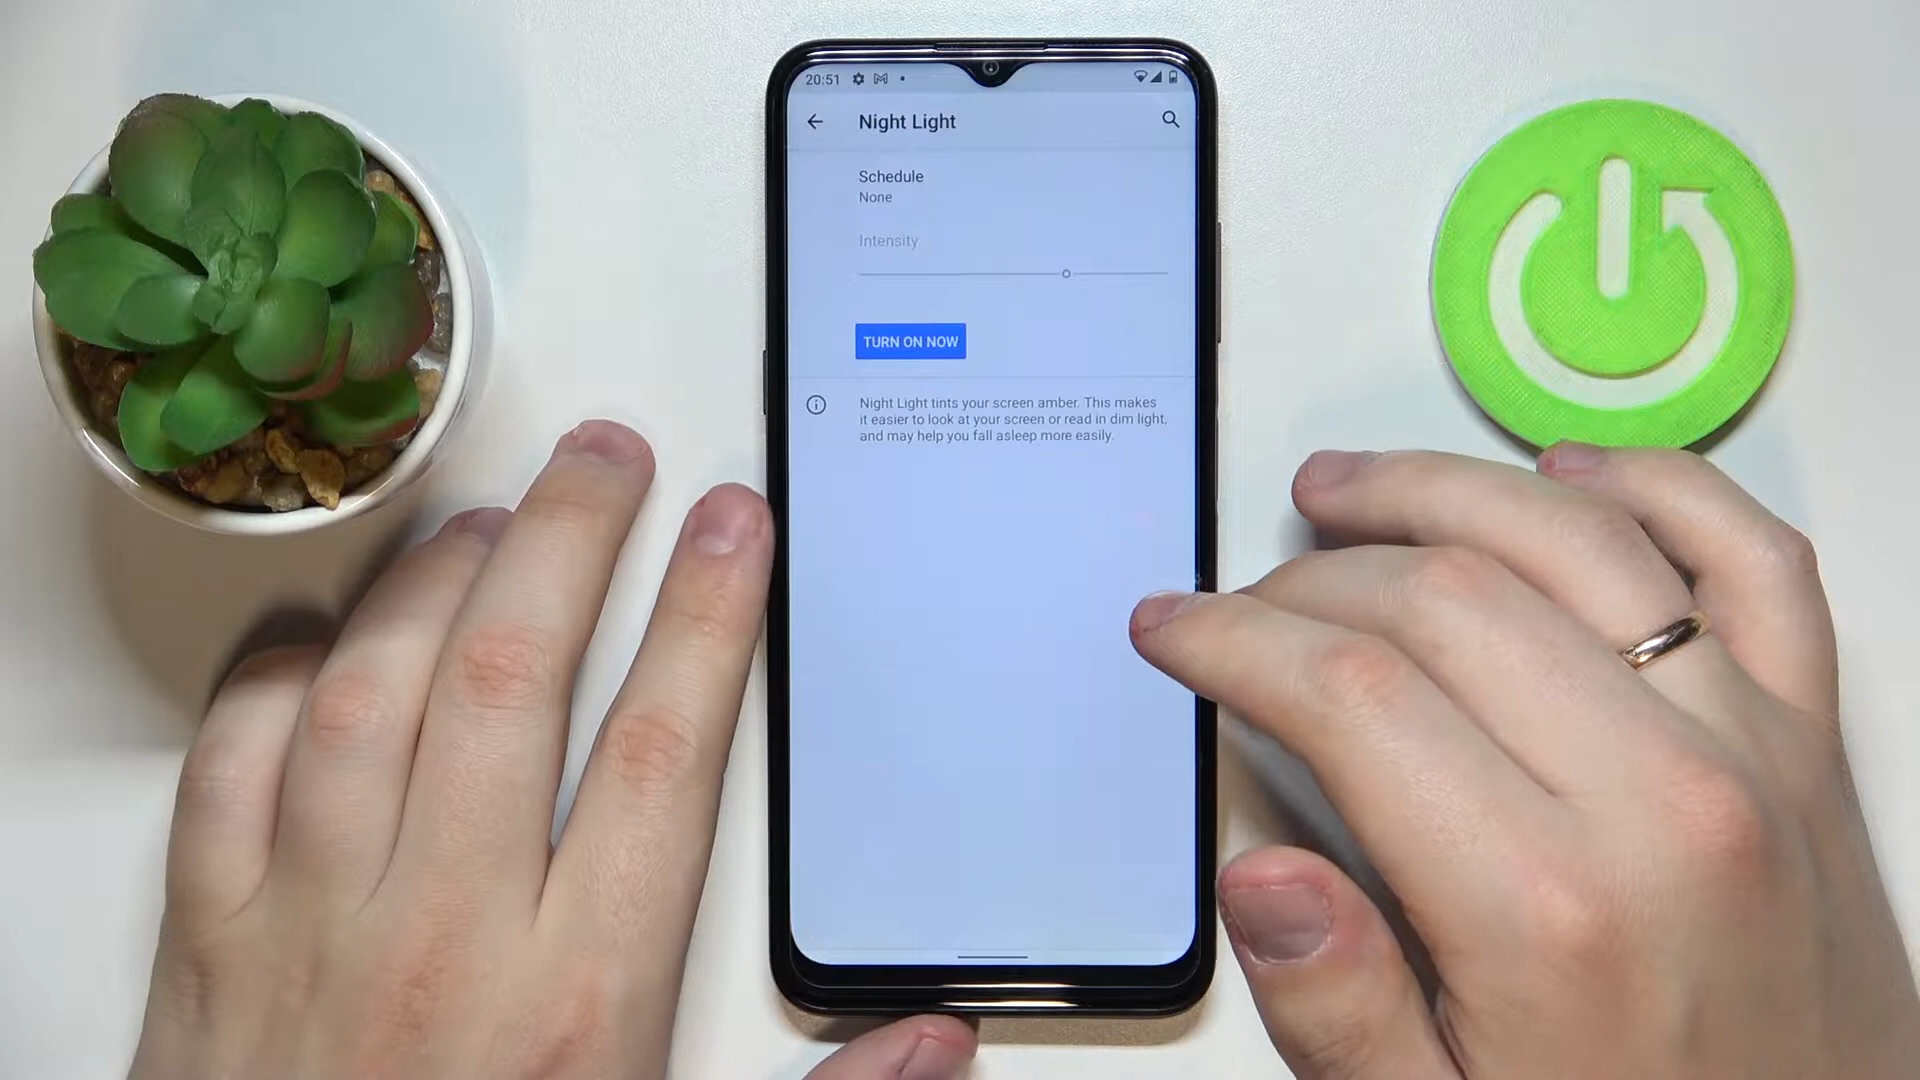 20:51
Night Light
Schedule
None
Intensity
TURN ON NOW
Night Light tints your screen amber. This makes
it easier to look at your screen or read in dim light,
and may help you fall asleep more easily.